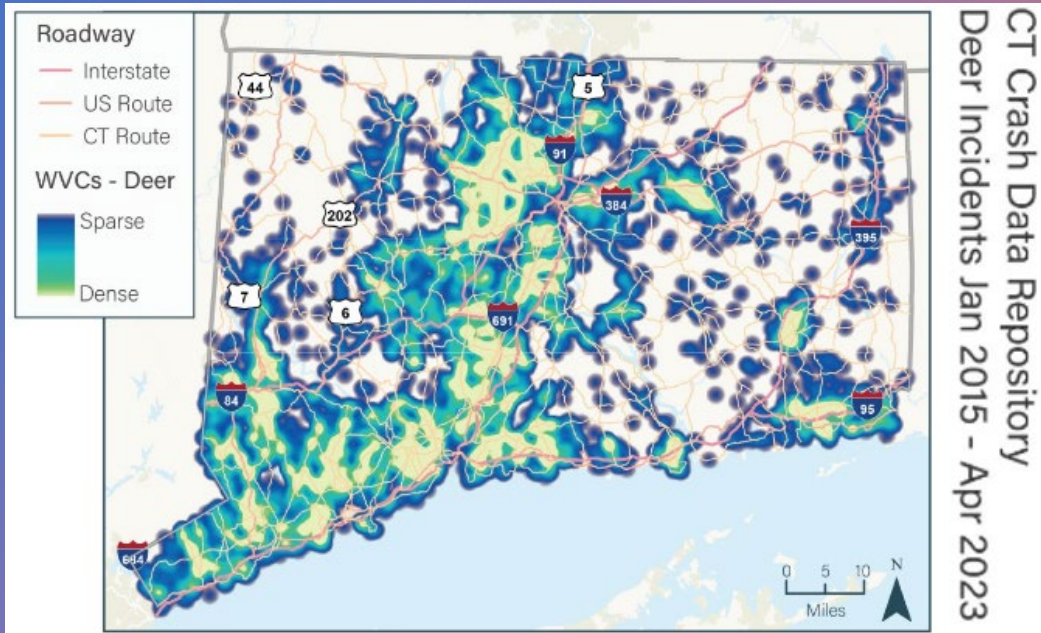 Roadway
Interstate
US Route
CT Route
WVCs - Deer
Sparse
Dense
44
5
91
384
202
395
7
6
691
84
95
684
0 5 10
Miles
N
CT Crash Data Repository
Deer Incidents Jan 2015 - Apr 2023